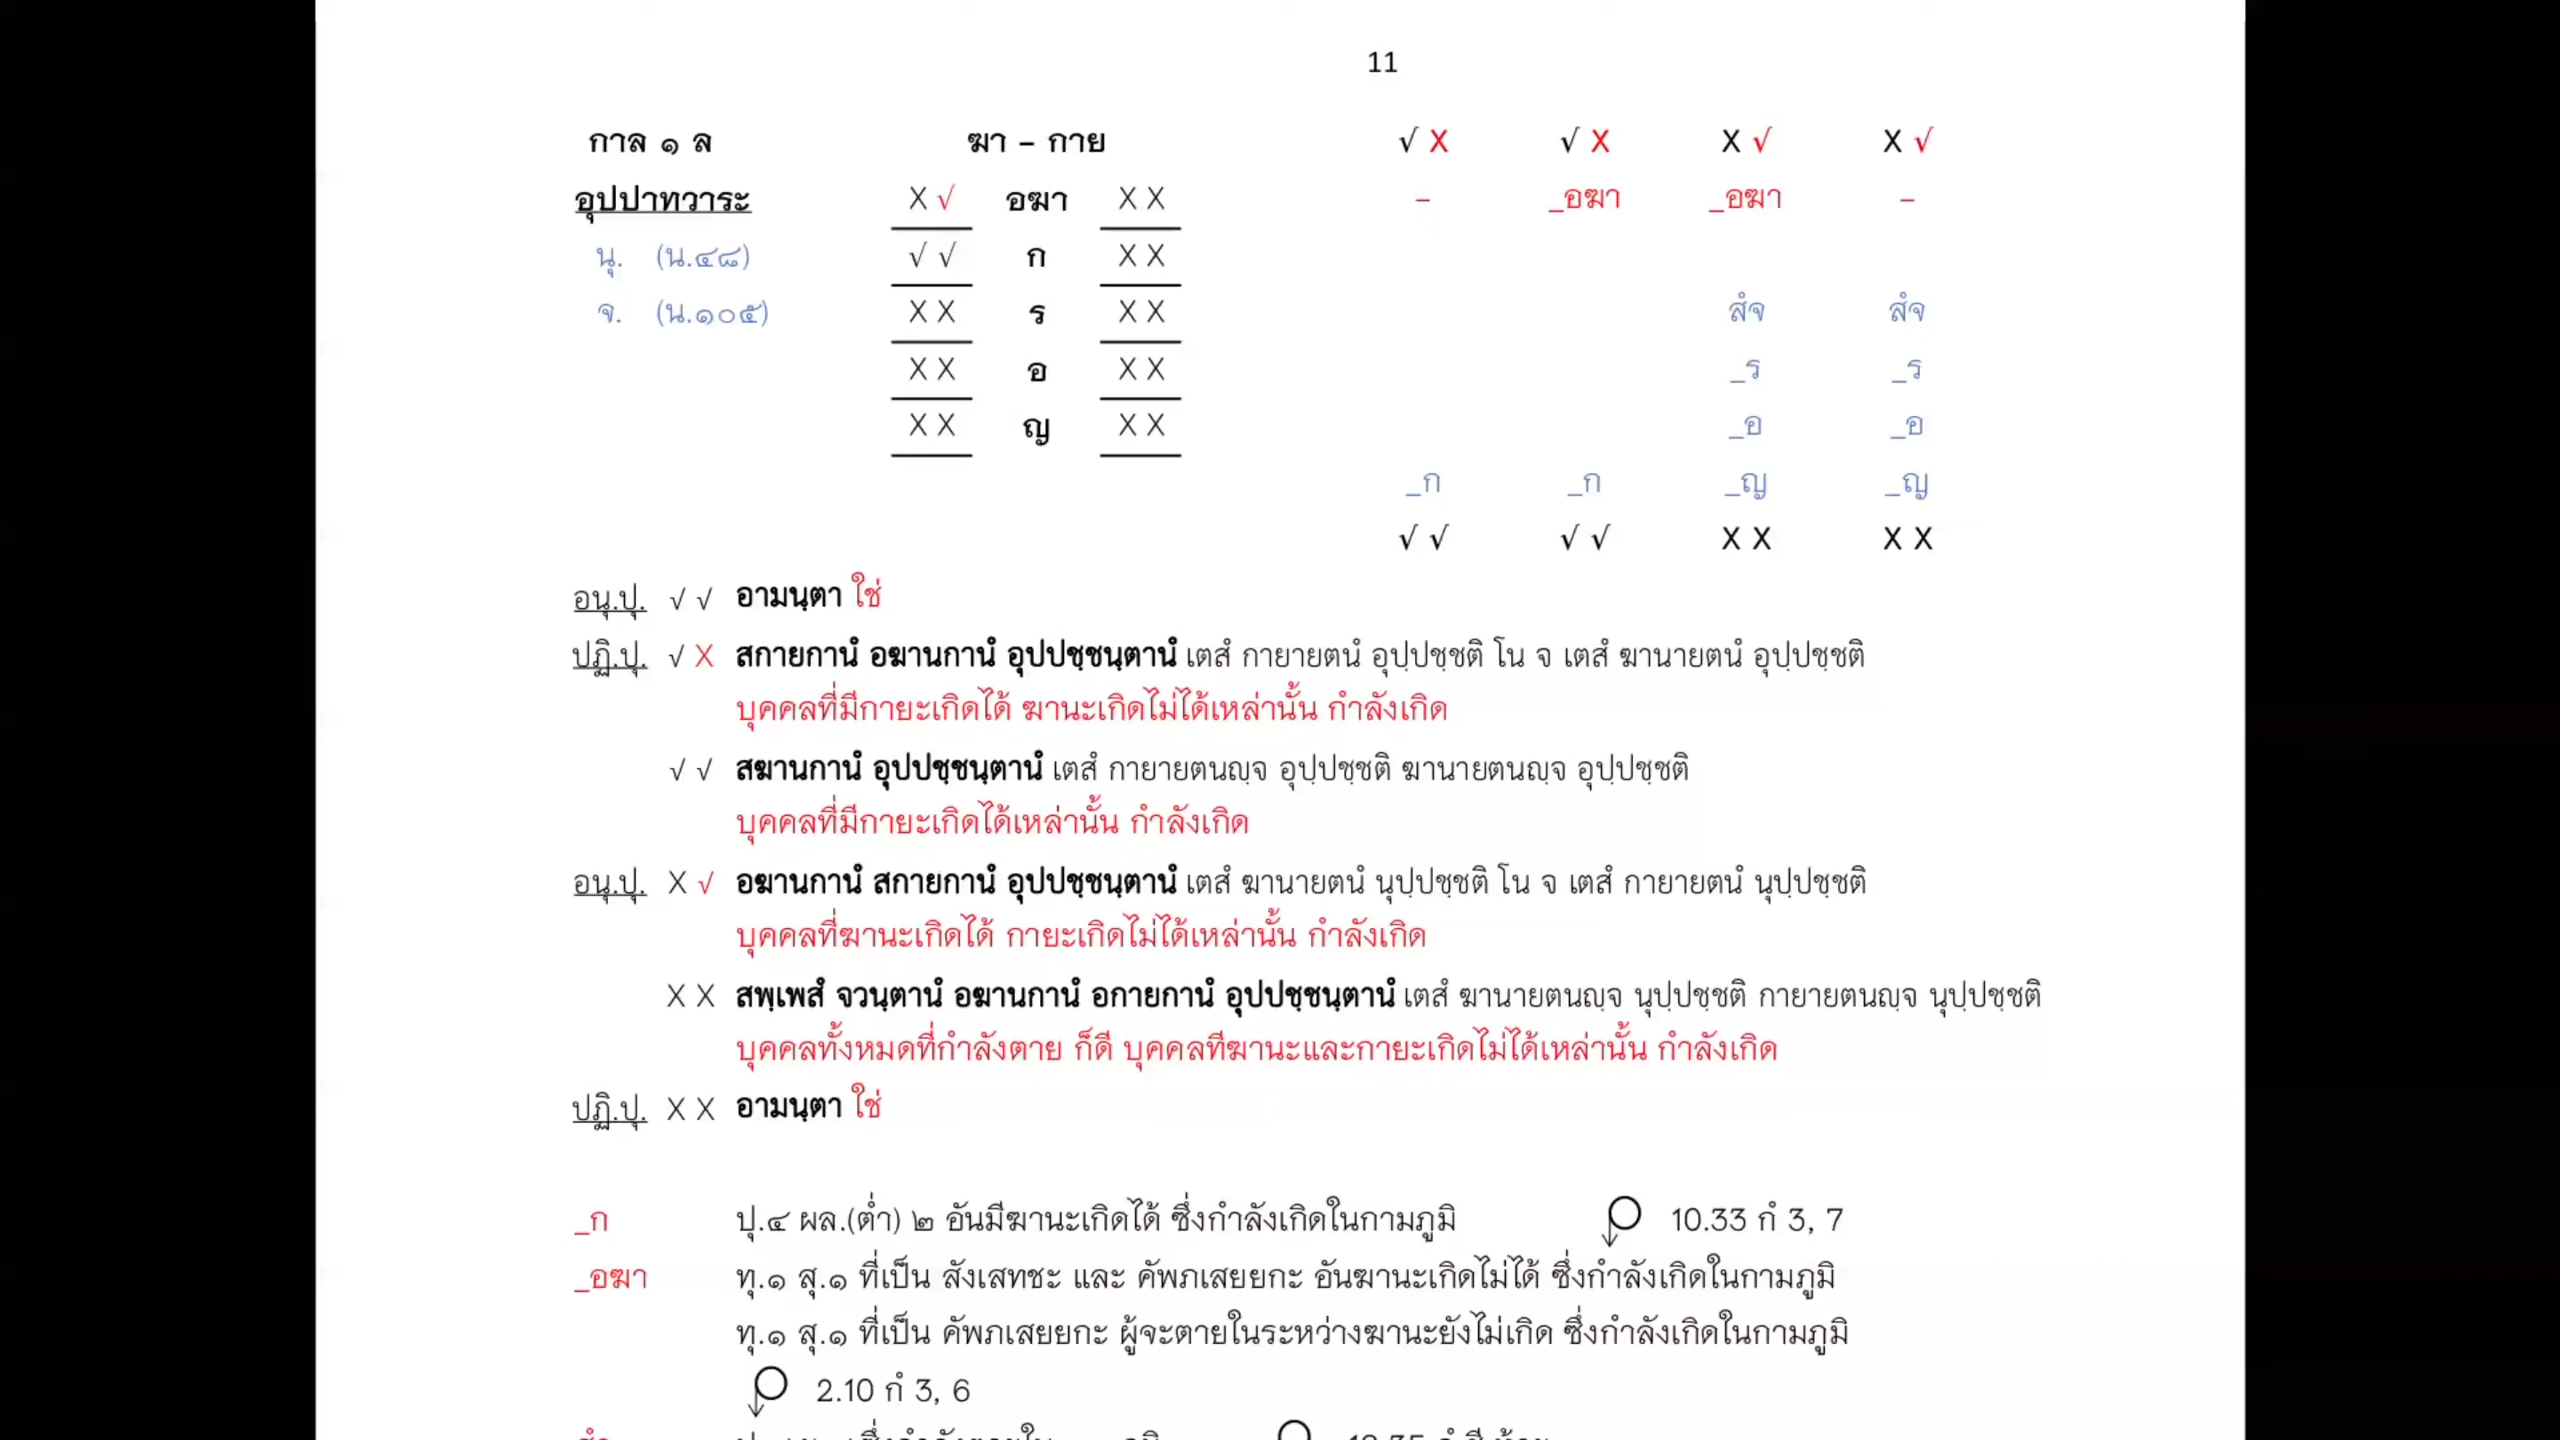 11
กาล ๑ ล ฆา – กาย √ X √ X X √ X √
อุปปาทวาระ X √ อฆา X X – _อฆา _อฆา –
นุ. (น.๔๘) √ √ ก X X
จ. (น.๑๐๕) X X ร X X สํจ สํจ
X X อ X X _ร _ร
X X ญ X X _อ _อ
_ก _ก _ญ _ญ
√ √ √ √ X X X X
อนุ.ปุ. √ √ อามนฺตา ใช่
ปฏิ.ปุ. √ X สกายกานํ อฆานกานํ อุปปชฺชนฺตานํ เตสํ กายายตนํ อุปฺปชฺชติ โน จ เตสํ ฆานายตนํ อุปฺปชฺชติ
บุคคลที่มีกายะเกิดได้ ฆานะเกิดไม่ได้เหล่านั้น กำลังเกิด
√ √ สฆานกานํ อุปปชฺชนฺตานํ เตสํ กายายตนญฺจ อุปฺปชฺชติ ฆานายตนญฺจ อุปฺปชฺชติ
บุคคลที่มีกายะเกิดได้เหล่านั้น กำลังเกิด
อนุ.ปุ. X √ อฆานกานํ สกายกานํ อุปปชฺชนฺตานํ เตสํ ฆานายตนํ นุปฺปชฺชติ โน จ เตสํ กายายตนํ นุปฺปชฺชติ
บุคคลที่ฆานะเกิดได้ กายะเกิดไม่ได้เหล่านั้น กำลังเกิด
X X สพฺเพสํ จวนฺตานํ อฆานกานํ อกายกานํ อุปปชฺชนฺตานํ เตสํ ฆานายตนญฺจ นุปฺปชฺชติ กายายตนญฺจ นุปฺปชฺชติ
บุคคลทั้งหมดที่กำลังตาย ก็ดี บุคคลทีฆานะและกายะเกิดไม่ได้เหล่านั้น กำลังเกิด
ปฏิ.ปุ. X X อามนฺตา ใช่
_ก ปุ.๔ ผล.(ต่ำ) ๒ อันมีฆานะเกิดได้ ซึ่งกำลังเกิดในกามภูมิ 10.33 กํ 3, 7
_อฆา ทุ.๑ สุ.๑ ที่เป็น สังเสทชะ และ คัพภเสยยกะ อันฆานะเกิดไม่ได้ ซึ่งกำลังเกิดในกามภูมิ
ทุ.๑ สุ.๑ ที่เป็น คัพภเสยยกะ ผู้จะตายในระหว่างฆานะยังไม่เกิด ซึ่งกำลังเกิดในกามภูมิ
2.10 กํ 3, 6